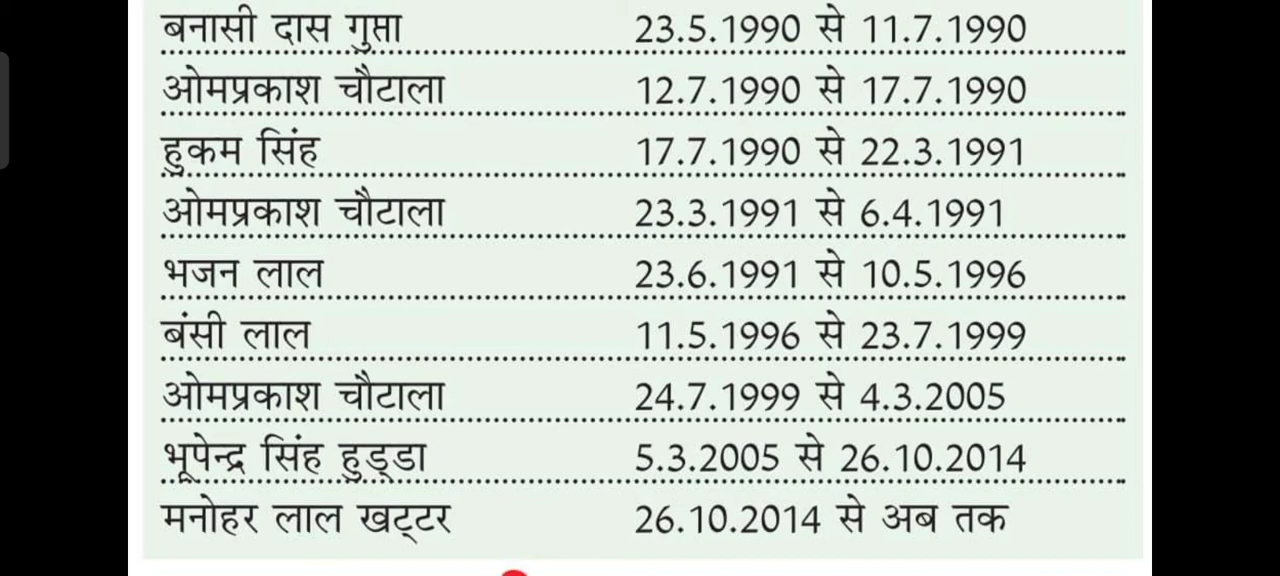 बनासी दास गुप्ता 23.5.1990 से 11.7.1990
ओमप्रकाश चौटाला 12.7.1990 से 17.7.1990
हुकम सिंह 17.7.1990 से 22.3.1991
ओमप्रकाश चौटाला 23.3.1991 से 6.4.1991
भजन लाल 23.6.1991 से 10.5.1996
बंसी लाल 11.5.1996 से 23.7.1999
ओमप्रकाश चौटाला 24.7.1999 से 4.3.2005
भूपेन्द्र सिंह हुड्डा 5.3.2005 से 26.10.2014
मनोहर लाल खट्टर 26.10.2014 से अब तक